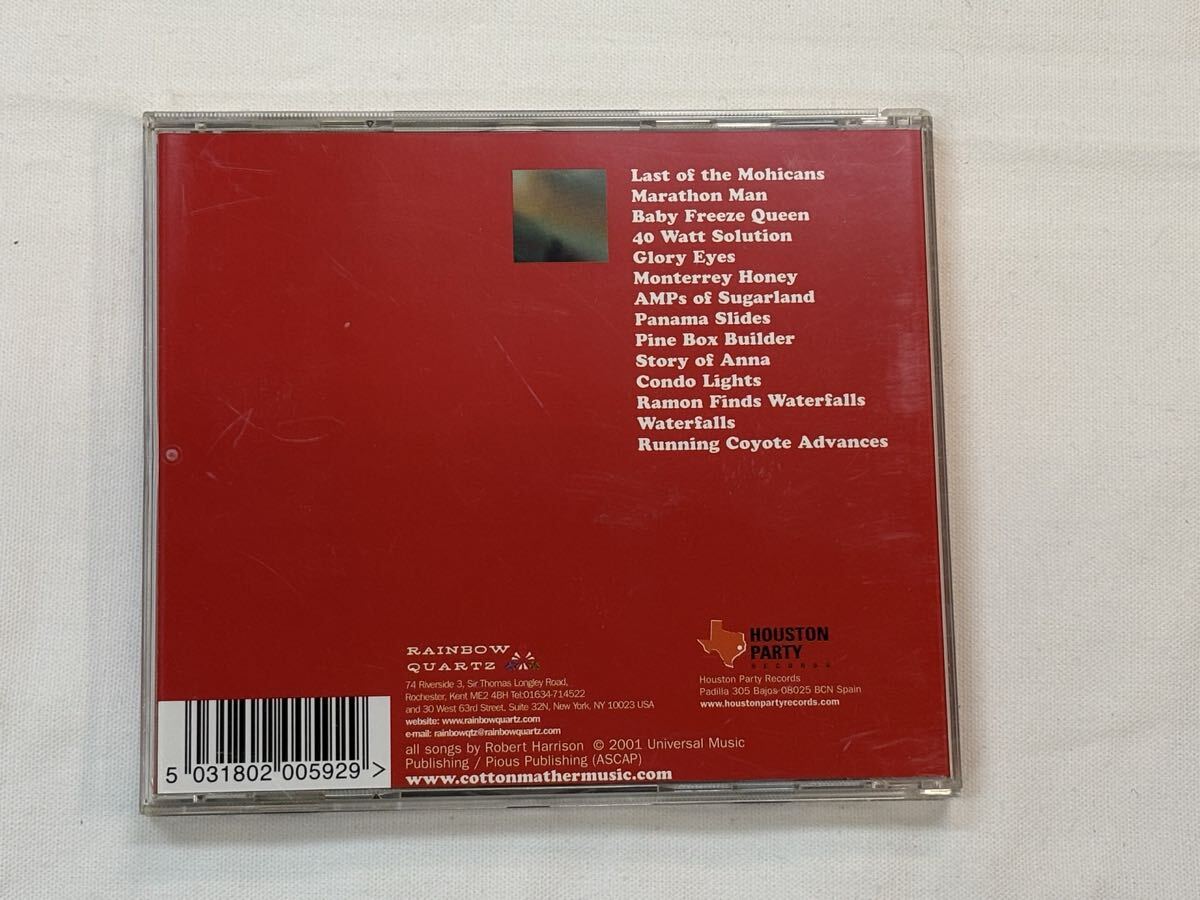 Last of the Mohicans
Marathon Man
Baby Freeze Queen
40 Watt Solution
Glory Eyes
Monterrey Honey
AMPs of Sugarland
Panama Slides
Pine Box Builder
Story of Anna
Condo Lights
Ramon Finds Waterfalls
Waterfalls
Running Coyote Advances
RAINBOW
QUARTZ
74 Riverside 3, Sir Thomas Longley Road,
Rochester, Kent ME2 4BH Tel:01634-714522
and 30 West 63rd Street, Suite 32N, New York, NY 10023 USA
website: www.rainbowquartz.com
e-mail: rainbowqtz@rainbowquartz.com
all songs by Robert Harrison © 2001 Universal Music
Publishing / Pious Publishing (ASCAP)
www.cottonmathermusic.com
HOUSTON
PARTY
RECORDS
Houston Party Records
Padilla 305 Bajos-08025 BCN Spain
www.houstonpartyrecords.com
5 031802 005929 >